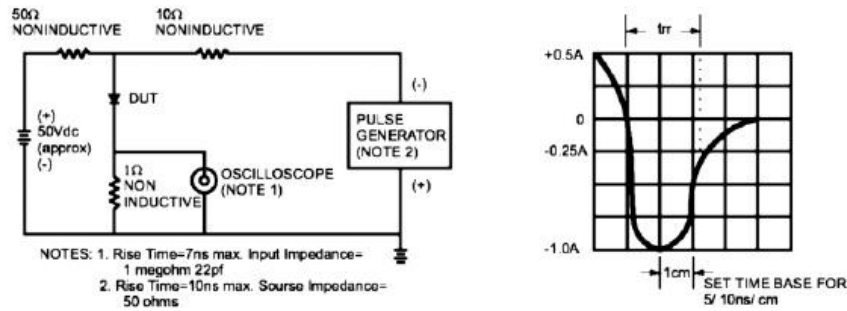 50Ω
NONINDUCTIVE
10Ω
NONINDUCTIVE
DUT
(+)
50Vdc
(approx)
(-)
1Ω
NON
INDUCTIVE
OSCILLOSCOPE
(NOTE 1)
(-)
PULSE
GENERATOR
(NOTE 2)
(+)
NOTES: 1. Rise Time=7ns max. Input Impedance=
1 megohm 22pf
2. Rise Time=10ns max. Sourse Impedance=
50 ohms
trr
+0.5A
0
-0.25A
-1.0A
1cm
SET TIME BASE FOR
5/ 10ns/ cm